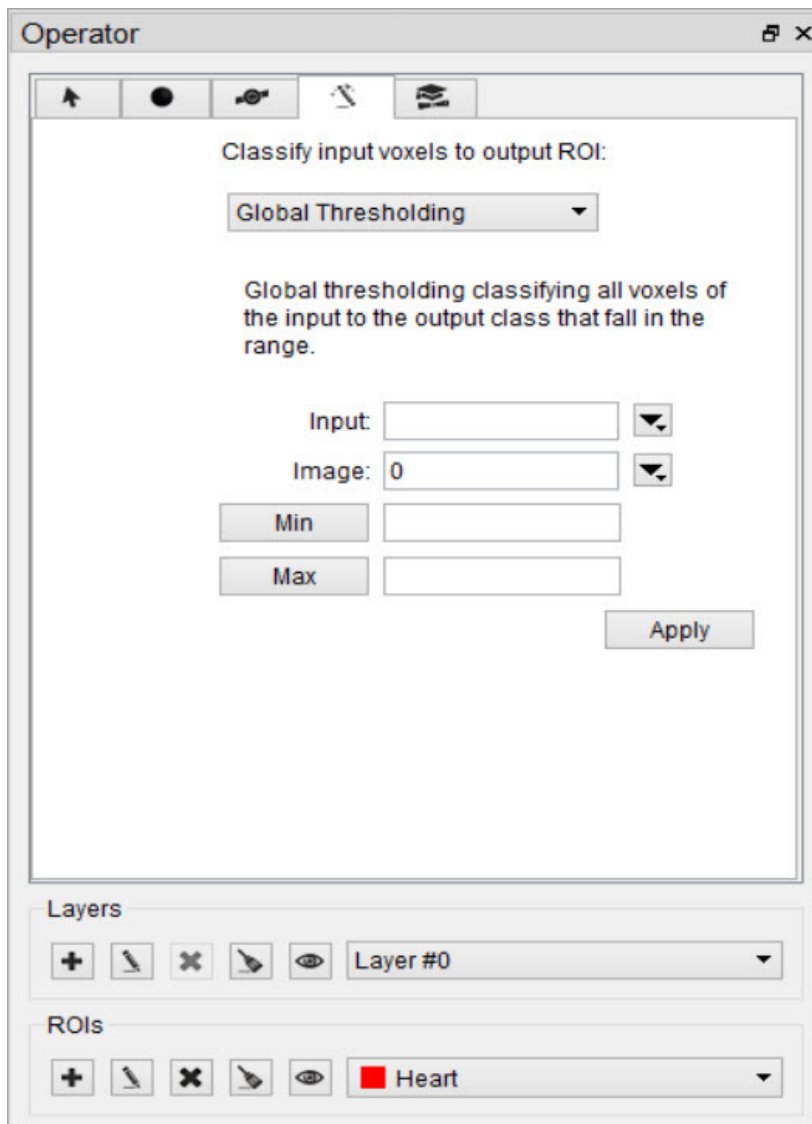 Operator
Classify input voxels to output ROI:
Global Thresholding
Global thresholding classifying all voxels of
the input to the output class that fall in the
range.
Input:
Image: 0
Min
Max
Apply
Layers
Layer #0
ROIs
Heart